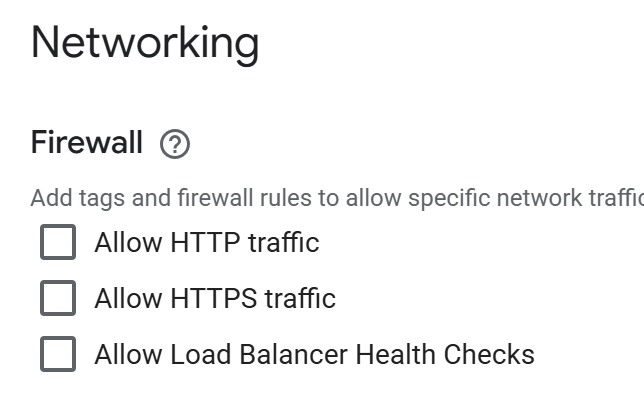 Networking
Firewall
Add tags and firewall rules to allow specific network traffic
Allow HTTP traffic
Allow HTTPS traffic
Allow Load Balancer Health Checks